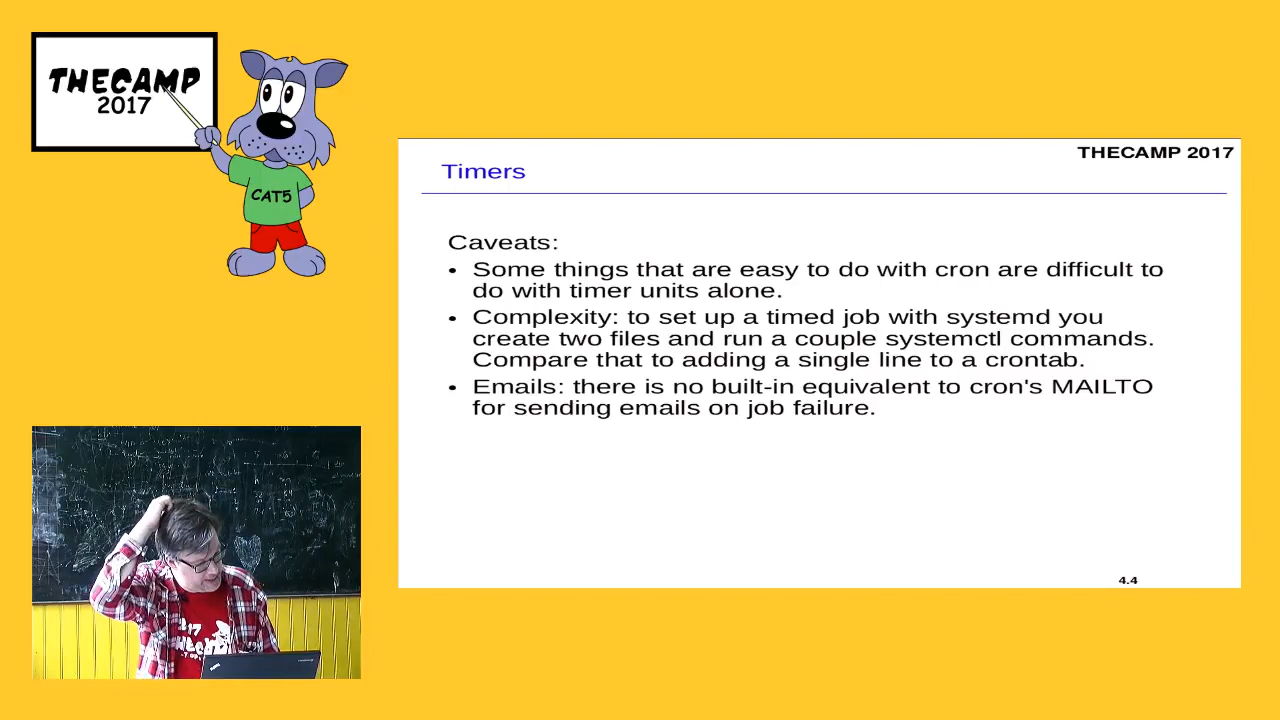 THECAMP
2017
CAT5
THECAMP 2017
Timers
Caveats:
• Some things that are easy to do with cron are difficult to
do with timer units alone.
• Complexity: to set up a timed job with systemd you
create two files and run a couple systemctl commands.
Compare that to adding a single line to a crontab.
• Emails: there is no built-in equivalent to cron's MAILTO
for sending emails on job failure.
4.4